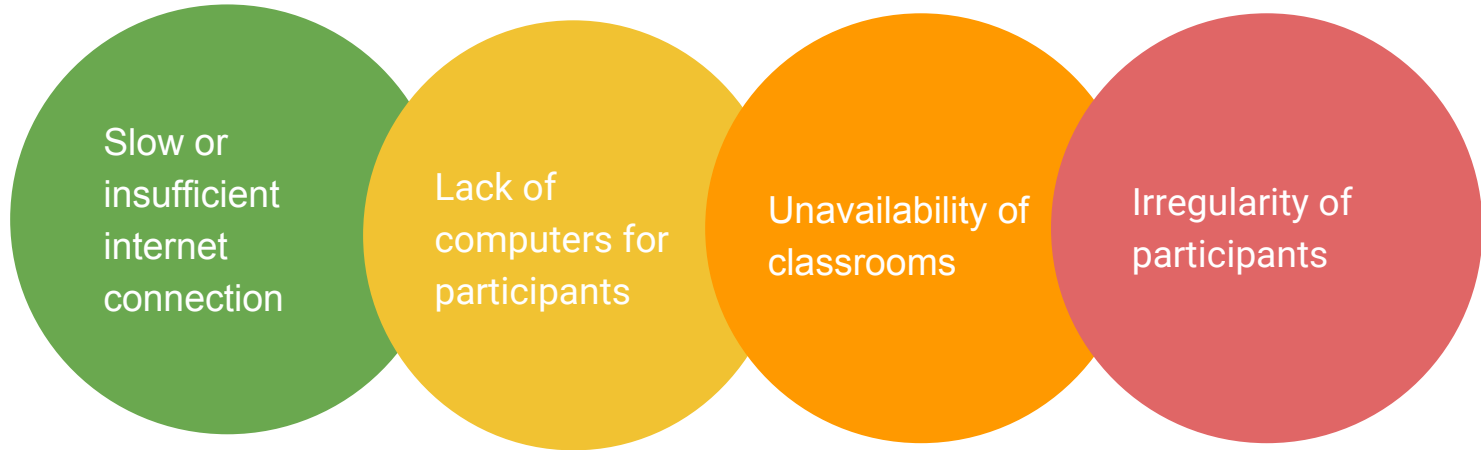 Slow or
insufficient
internet
connection
Lack of
computers for
participants
Unavailability of
classrooms
Irregularity of
participants